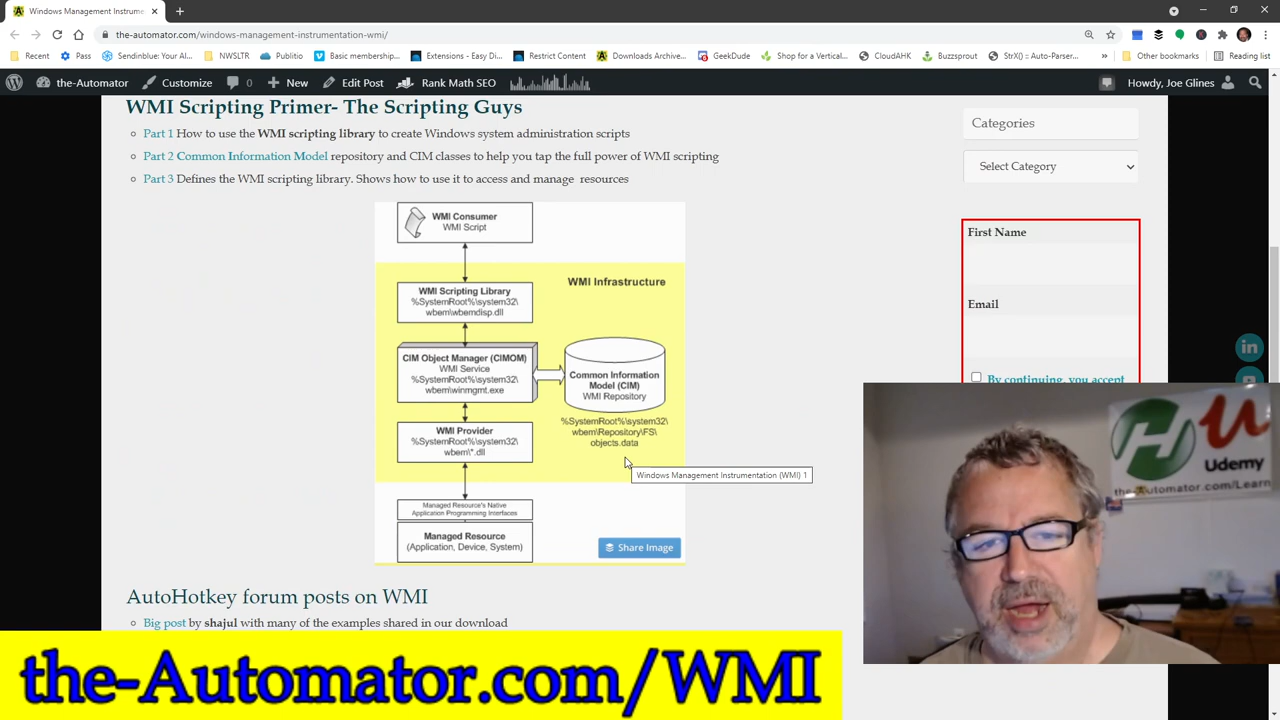 Windows Management Instrume
the-automator.com/windows-management-instrumentation-wmi/
Recent
Pass
Sendinblue: Your Al...
NWSLTR
Publitio
Basic membership...
Extensions - Easy Di...
Restrict Content
Downloads Archive...
GeekDude
Shop for a Vertical...
CloudAHK
Buzzsprout
StrX() :: Auto-Parser...
»
Other bookmarks
Reading list
the-Automator
Customize
0
New
Edit Post
Rank Math SEO
Howdy, Joe Glines
WMI Scripting Primer- The Scripting Guys
Part 1 How to use the WMI scripting library to create Windows system administration scripts
Part 2 Common Information Model repository and CIM classes to help you tap the full power of WMI scripting
Part 3 Defines the WMI scripting library. Shows how to use it to access and manage resources
WMI Consumer
WMI Script
WMI Infrastructure
WMI Scripting Library
%SystemRoot%\system32\
wbem\wbemdisp.dll
CIM Object Manager (CIMOM)
WMI Service
%SystemRoot%\system32\
wbem\winmgmt.exe
Common Information
Model (CIM)
WMI Repository
%SystemRoot%\system32\
wbem\Repository\FS\
objects.data
WMI Provider
%SystemRoot%\system32\
wbem\*.dll
Windows Management Instrumentation (WMI) 1
Managed Resource's Native
Application Programming Interfaces
Managed Resource
(Application, Device, System)
Share Image
AutoHotkey forum posts on WMI
Big post by shajul with many of the examples shared in our download
Categories
Select Category
First Name
Email
By continuing, you accept
in
H
u
Udemy
the-Automator.com/Learn
the-Automator.com/WMI